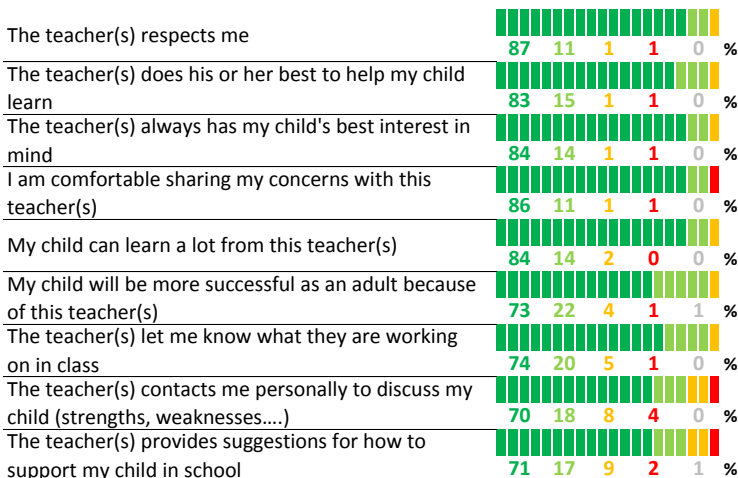 The teacher(s) respects me
87 11 1 1 0 %
The teacher(s) does his or her best to help my child
learn
83 15 1 1 0 %
The teacher(s) always has my child's best interest in
mind
84 14 1 1 0 %
I am comfortable sharing my concerns with this
teacher(s)
86 11 1 1 0 %
My child can learn a lot from this teacher(s)
84 14 2 0 0 %
My child will be more successful as an adult because
of this teacher(s)
73 22 4 1 1 %
The teacher(s) let me know what they are working
on in class
74 20 5 1 0 %
The teacher(s) contacts me personally to discuss my
child (strengths, weaknesses....)
70 18 8 4 0 %
The teacher(s) provides suggestions for how to
support my child in school
71 17 9 2 1 %